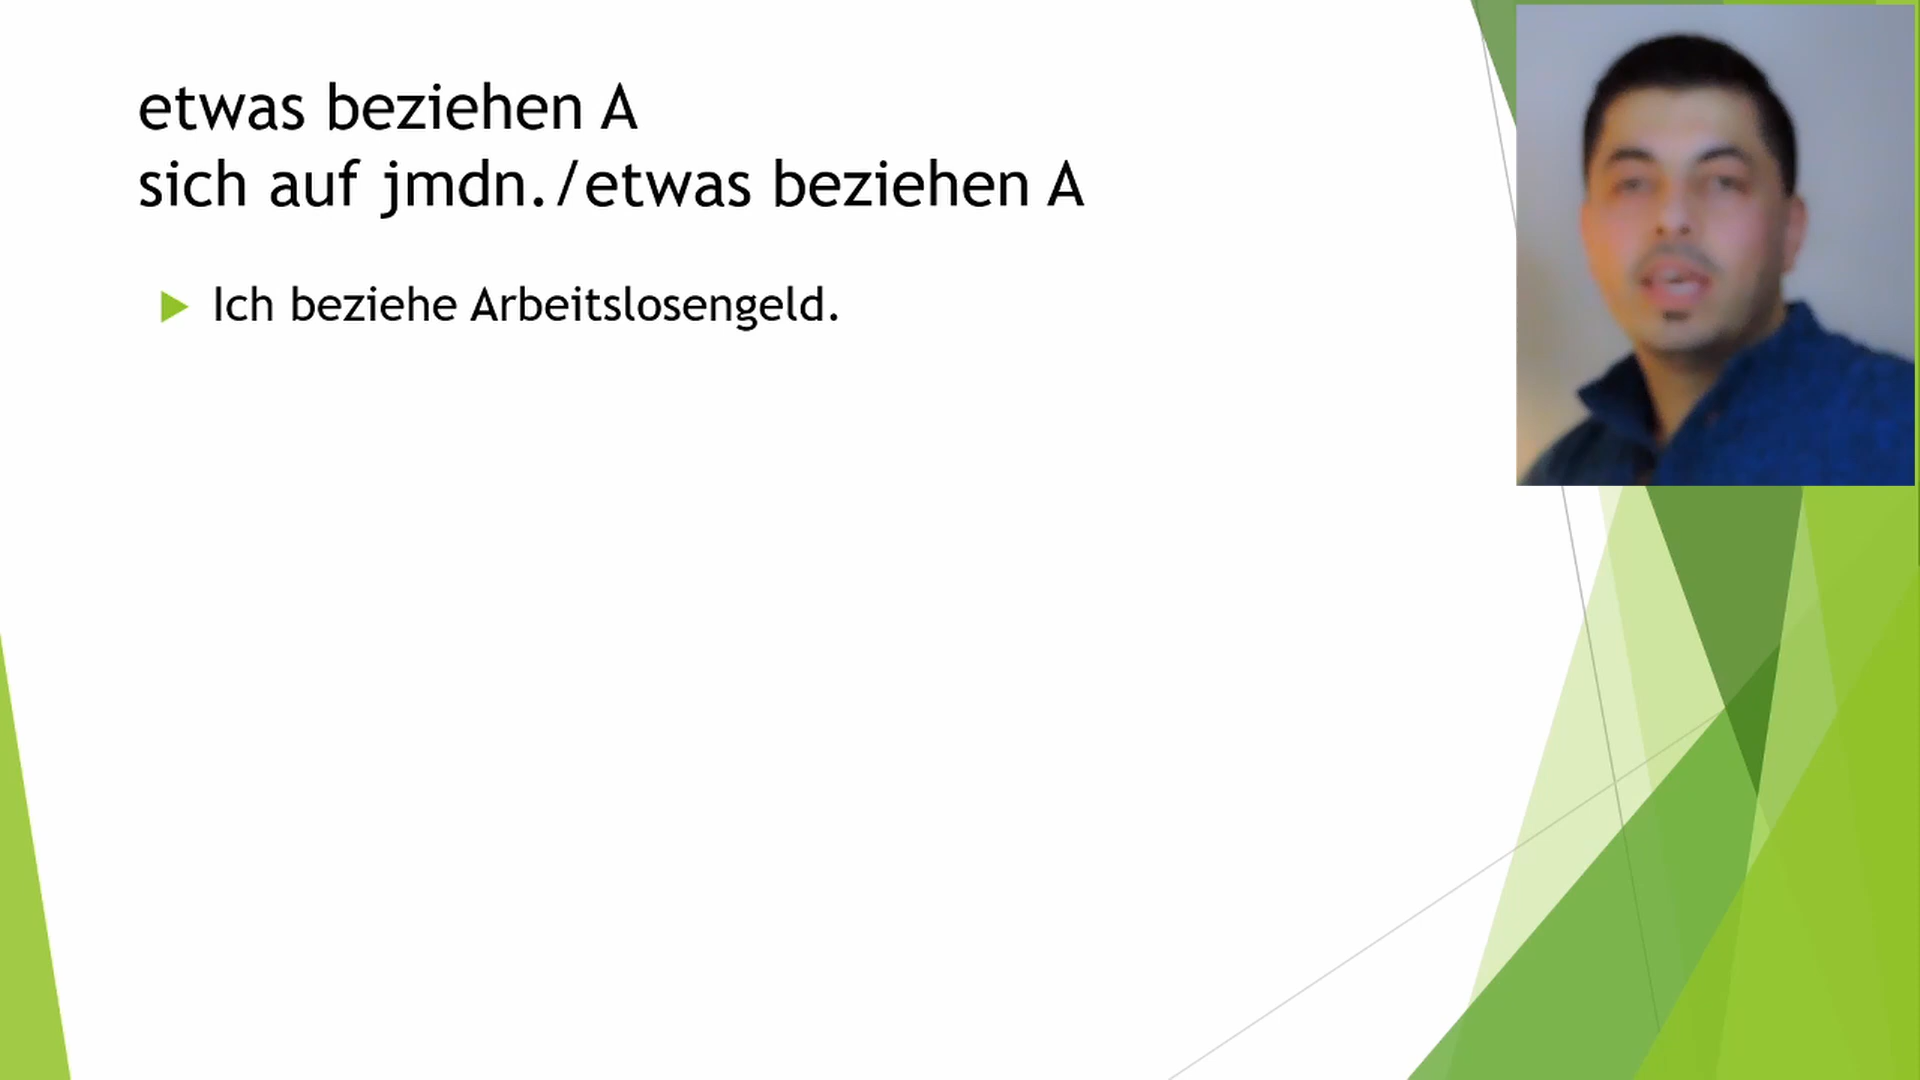 etwas beziehen A
sich auf jmdn./etwas beziehen A
Ich beziehe Arbeitslosengeld.